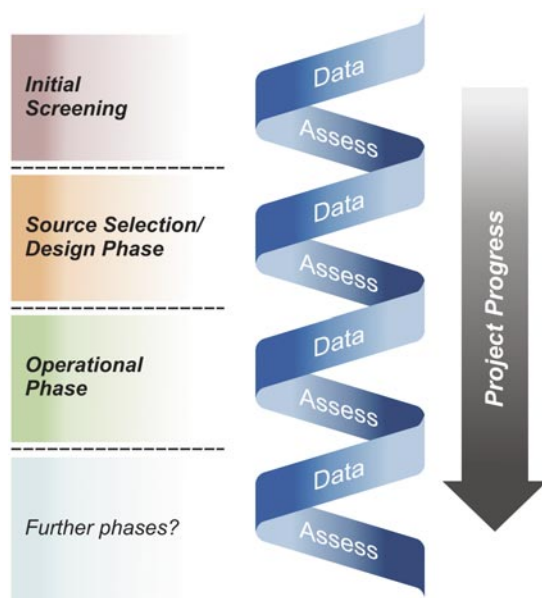 Initial
Screening
Source Selection/
Design Phase
Operational
Phase
Further phases?
Data
Assess
Data
Assess
Data
Assess
Data
Assess
Project Progress